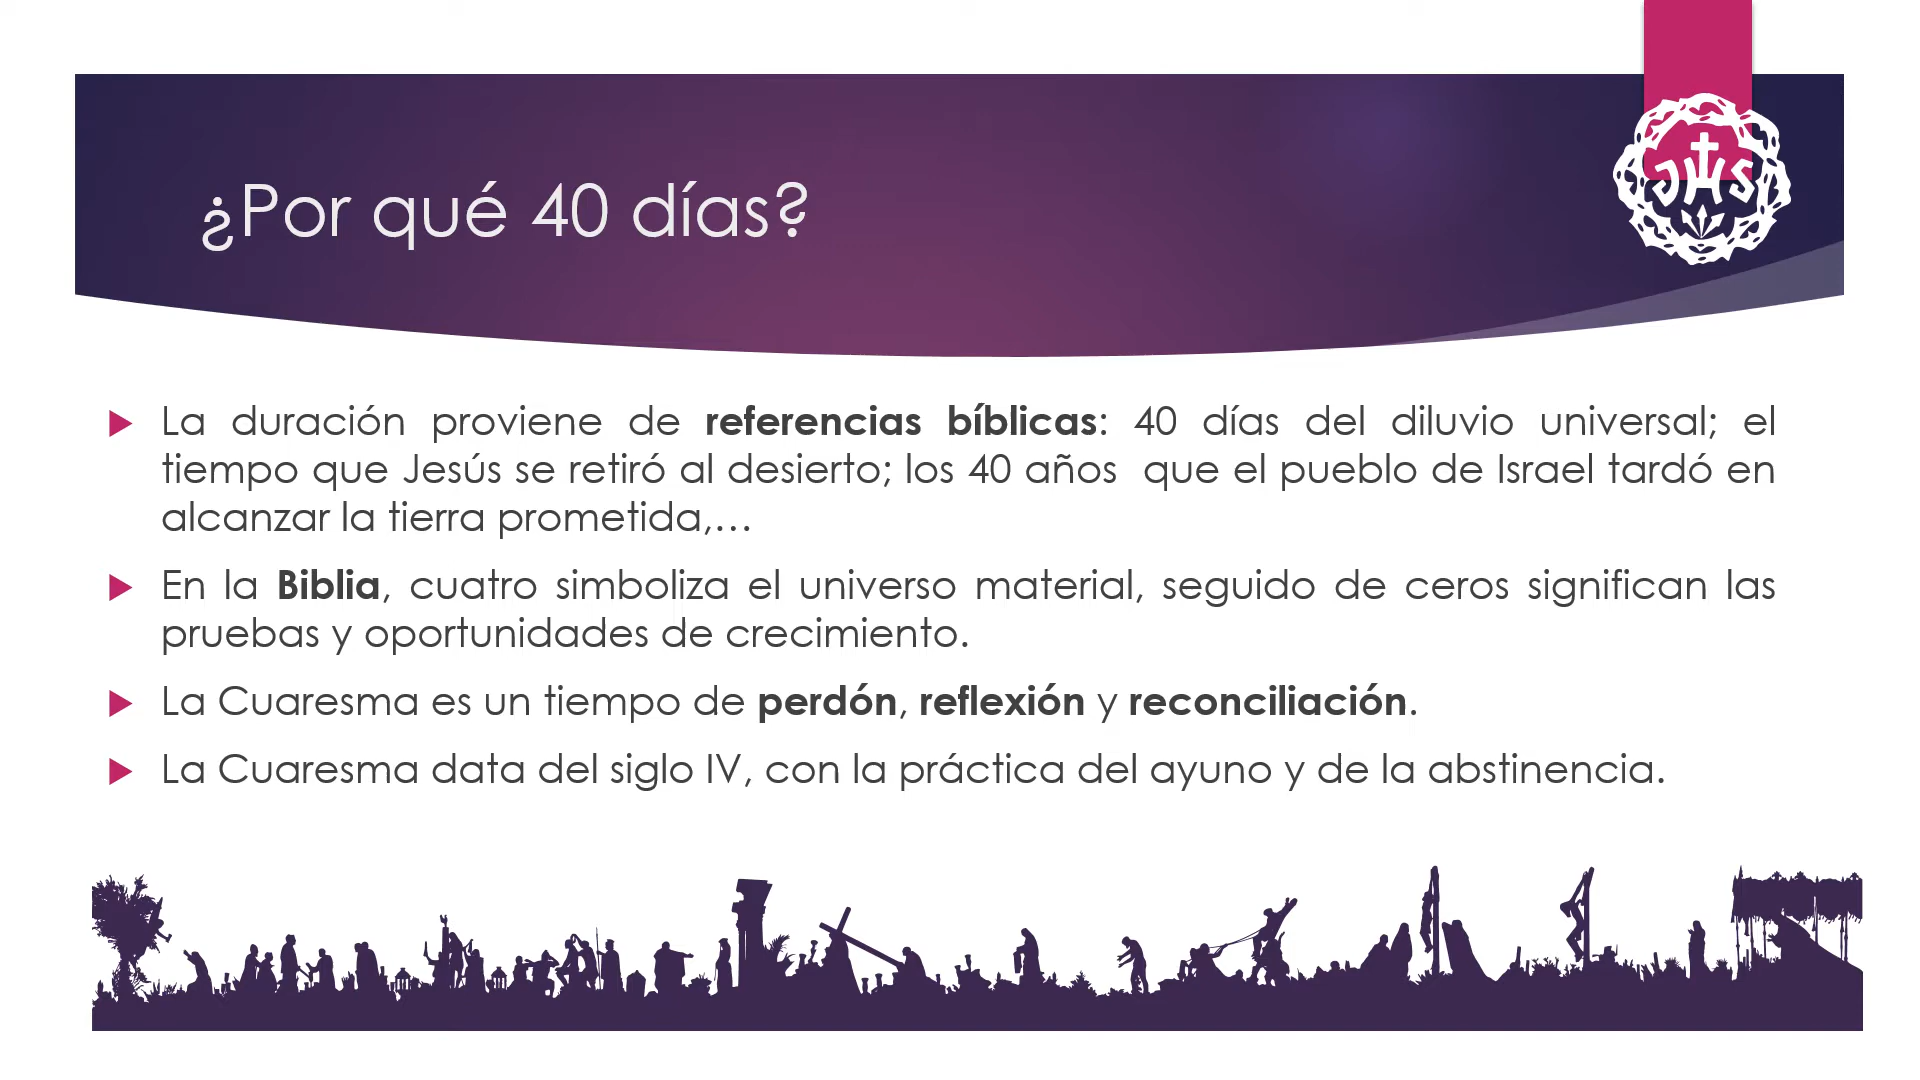 JHS
¿Por qué 40 días?
La duración proviene de referencias bíblicas: 40 días del diluvio universal; el
tiempo que Jesús se retiró al desierto; los 40 años que el pueblo de Israel tardó en
alcanzar la tierra prometida,…
En la Biblia, cuatro simboliza el universo material, seguido de ceros significan las
pruebas y oportunidades de crecimiento.
La Cuaresma es un tiempo de perdón, reflexión y reconciliación.
La Cuaresma data del siglo IV, con la práctica del ayuno y de la abstinencia.